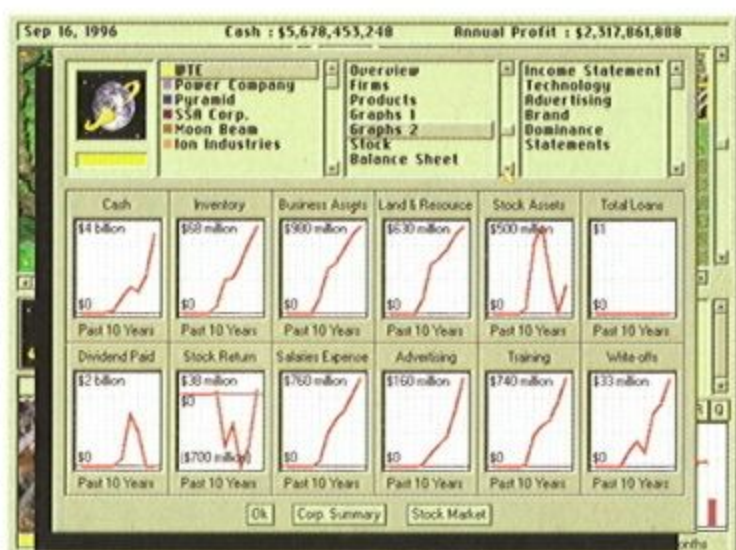 Sep 16, 1996 Cash : $5,678,453,248 Annual Profit : $2,317,861,808
WTE
Power Company
Pyramid
SSA Corp.
Moon Beam
Ion Industries
Overview
Firms
Products
Graphs 1
Graphs 2
Stock
Balance Sheet
Income Statement
Technology
Advertising
Brand
Dominance
Statements
Cash Inventory Business Assets Land & Resource Stock Assets Total Loans
$4 billion $68 million $980 million $630 million $500 million $1
$0 $0 $0 $0 $0 $0
Past 10 Years Past 10 Years Past 10 Years Past 10 Years Past 10 Years Past 10 Years
Dividend Paid Stock Return Salaries Expense Advertising Training Write-offs
$2 billion $38 million $760 million $160 million $740 million $33 million
$0
$0 ($700 million) $0 $0 $0 $0
Past 10 Years Past 10 Years Past 10 Years Past 10 Years Past 10 Years Past 10 Years
Ok Corp. Summary Stock Market
Q
onths